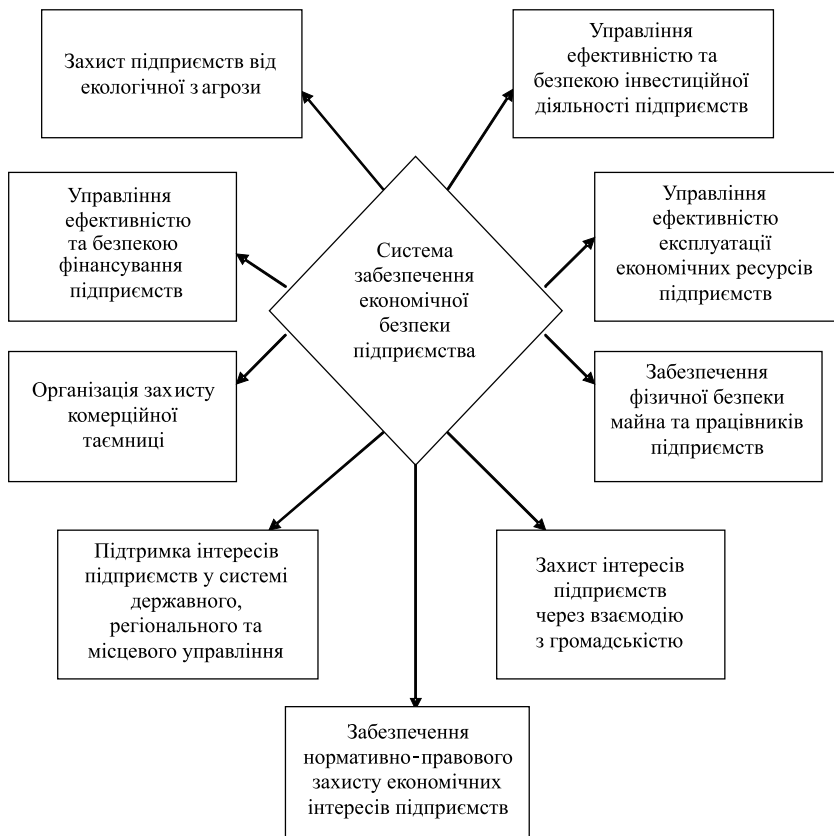 Захист підприємств від
екологічної загрози
Управління
ефективністю та
безпекою інвестиційної
діяльності підприємств
Управління
ефективністю
та безпекою
фінансування
підприємств
Система
забезпечення
економічної
безпеки
підприємства
Управління
ефективністю
експлуатації
економічних ресурсів
підприємств
Організація захисту
комерційної
таємниці
Забезпечення
фізичної безпеки
майна та працівників
підприємств
Підтримка інтересів
підприємств у системі
державного,
регіонального та
місцевого управління
Захист інтересів
підприємств
через взаємодію
з громадськістю
Забезпечення
нормативно-правового
захисту економічних
інтересів підприємств